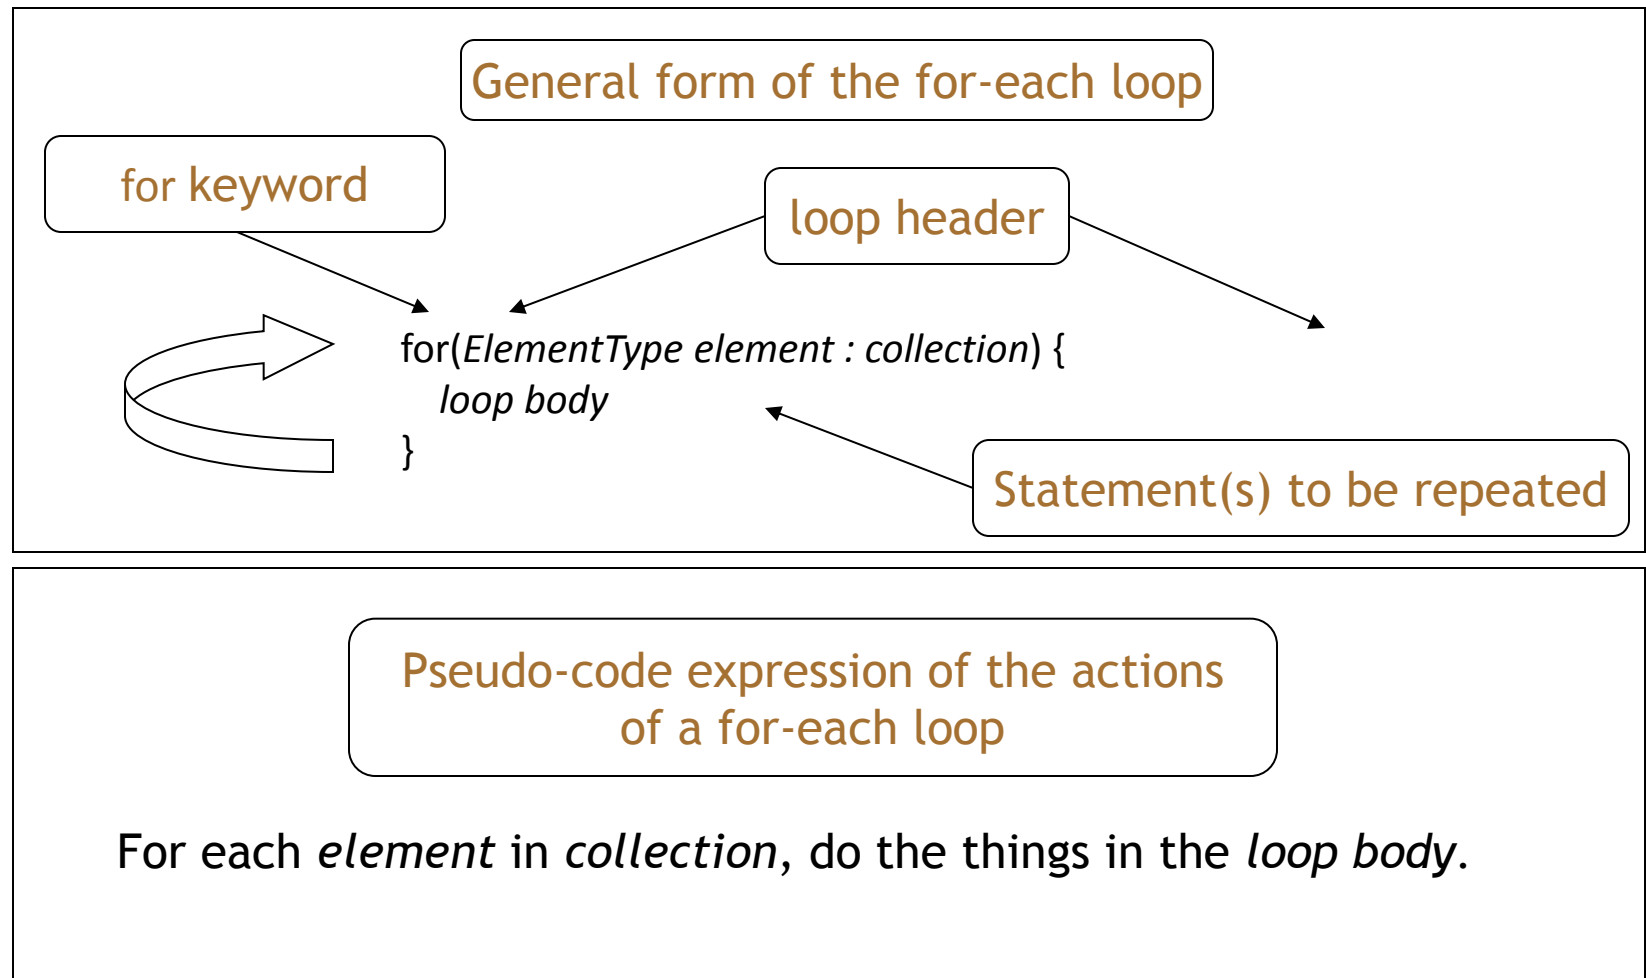 General form of the for-each loop
for keyword
loop header
for(ElementType element : collection) {
loop body
}
Statement(s) to be repeated
Pseudo-code expression of the actions
of a for-each loop
For each element in collection, do the things in the loop body.